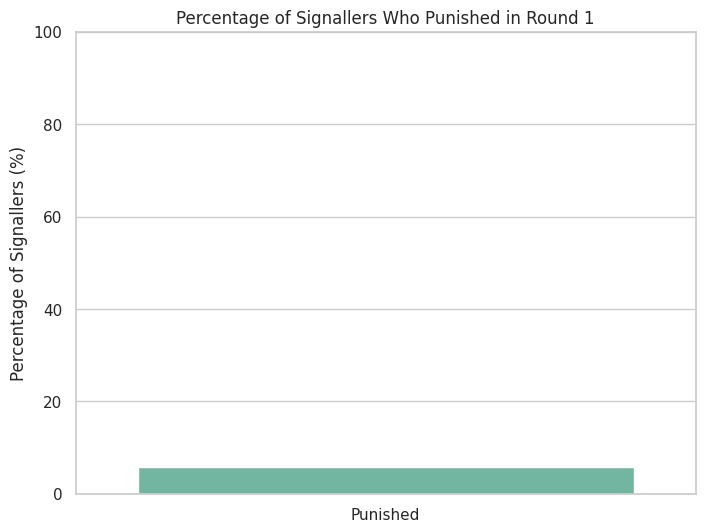 Percentage of Signallers Who Punished in Round 1
Percentage of Signallers (%)
100
80
60
40
20
0
Punished